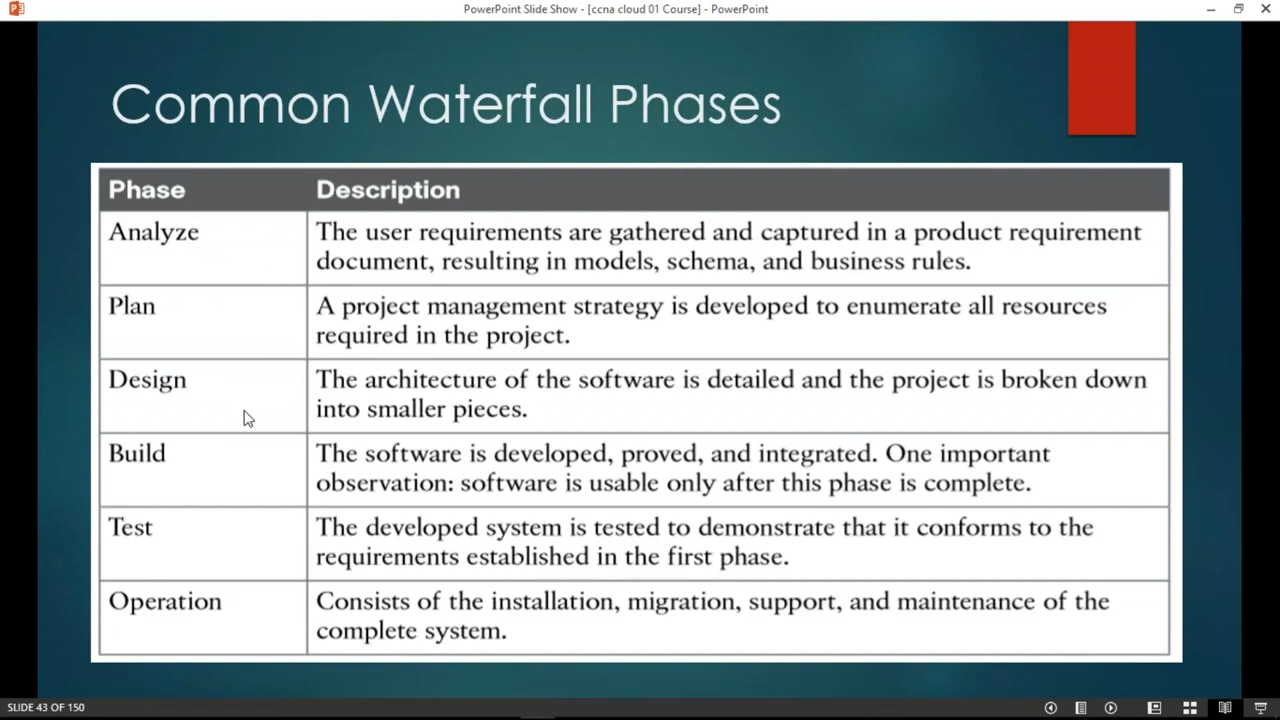 PowerPoint Slide Show - [ccna cloud 01 Course] - PowerPoint
Common Waterfall Phases
Phase Description
Analyze The user requirements are gathered and captured in a product requirement
document, resulting in models, schema, and business rules.
Plan A project management strategy is developed to enumerate all resources
required in the project.
Design The architecture of the software is detailed and the project is broken down
into smaller pieces.
Build The software is developed, proved, and integrated. One important
observation: software is usable only after this phase is complete.
Test The developed system is tested to demonstrate that it conforms to the
requirements established in the first phase.
Operation Consists of the installation, migration, support, and maintenance of the
complete system.
SLIDE 43 OF 150